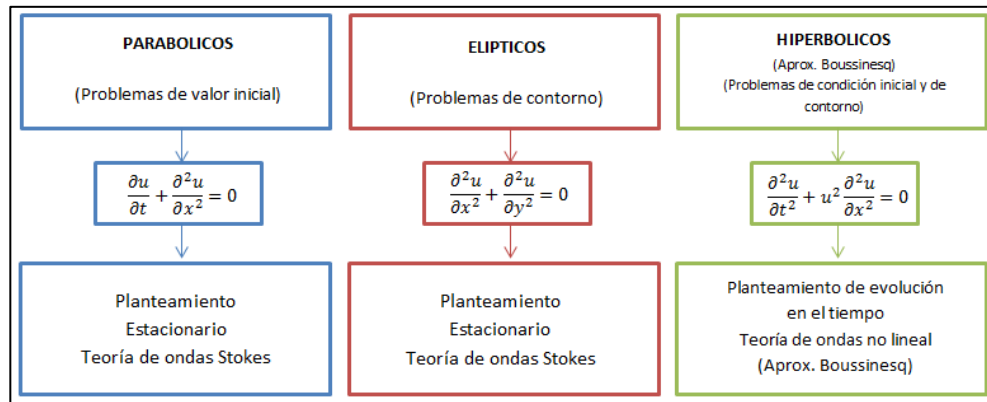 PARABOLICOS
(Problemas de valor inicial)
∂u/∂t + ∂²u/∂x² = 0
Planteamiento
Estacionario
Teoría de ondas Stokes
ELIPTICOS
(Problemas de contorno)
∂²u/∂x² + ∂²u/∂y² = 0
Planteamiento
Estacionario
Teoría de ondas Stokes
HIPERBOLICOS
(Aprox. Boussinesq)
(Problemas de condición inicial y de
contorno)
∂²u/∂t² + u² ∂²u/∂x² = 0
Planteamiento de evolución
en el tiempo
Teoría de ondas no lineal
(Aprox. Boussinesq)